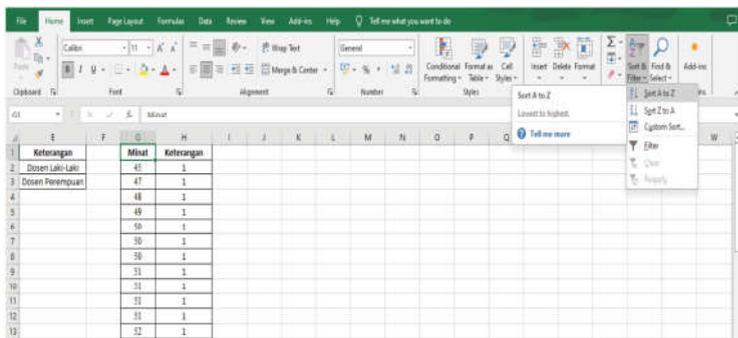 File Home Insert Page Layout Formulas Data Review View Add-ins Help Tell me what you want to do
Calibri 11 Wrap Text General
Merge & Center Conditional Formatting Format as Table Cell Styles Insert Delete Format Sort & Filter Find & Select Add-ins
Clipboard Font Alignment Number Styles
G1 Minat
E F G H I J K L M N O P Q W
1 Keterangan Minat Keterangan
2 Dosen Laki-Laki 45 1
3 Dosen Perempuan 47 1
4 48 1
5 49 1
6 50 1
7 50 1
8 50 1
9 51 1
10 51 1
11 51 1
12 51 1
13 52 1
Sort A to Z
Lowest to highest.
Tell me more
Sort A to Z
Sort Z to A
Custom Sort...
Filter
Clear
Reapply